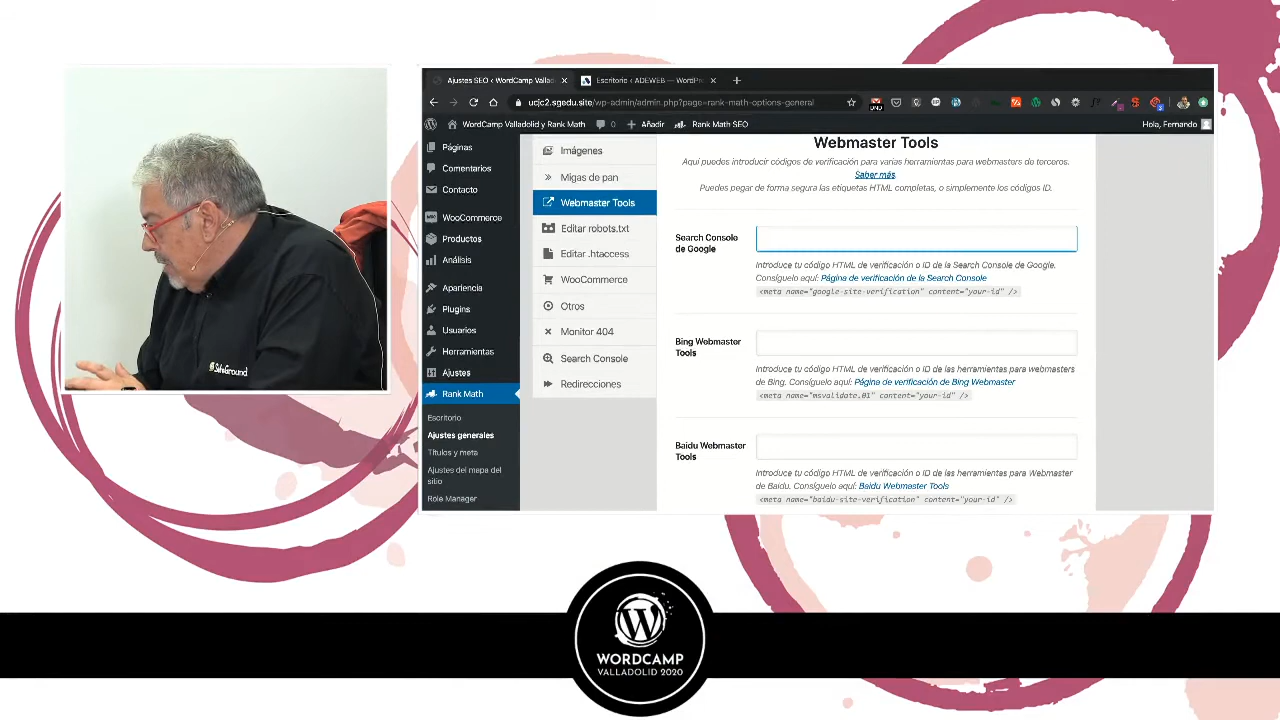 SiteGround
Ajustes SEO ‹ WordCamp Vallad
Escritorio ‹ ADEWEB — WordPr
ucjc2.sgedu.site/wp-admin/admin.php?page=rank-math-options-general
WordCamp Valladolid y Rank Math
0
Añadir
Rank Math SEO
Hola, Fernando
Páginas
Comentarios
Contacto
WooCommerce
Productos
Análisis
Apariencia
Plugins
Usuarios
Herramientas
Ajustes
Rank Math
Escritorio
Ajustes generales
Títulos y meta
Ajustes del mapa del
sitio
Role Manager
Imágenes
Migas de pan
Webmaster Tools
Editar robots.txt
Editar .htaccess
WooCommerce
Otros
Monitor 404
Search Console
Redirecciones
Webmaster Tools
Aquí puedes introducir códigos de verificación para varias herramientas para webmasters de terceros.
Saber más.
Puedes pegar de forma segura las etiquetas HTML completas, o simplemente los códigos ID.
Search Console
de Google
Introduce tu código HTML de verificación o ID de la Search Console de Google.
Consíguelo aquí: Página de verificación de la Search Console
<meta name="google-site-verification" content="your-id" />
Bing Webmaster
Tools
Introduce tu código HTML de verificación o ID de las herramientas para webmasters
de Bing. Consíguelo aquí: Página de verificación de Bing Webmaster
<meta name="msvalidate.01" content="your-id" />
Baidu Webmaster
Tools
Introduce tu código HTML de verificación o ID de las herramientas para Webmaster
de Baidu. Consíguelo aquí: Baidu Webmaster Tools
<meta name="baidu-site-verification" content="your-id" />
WORDCAMP
VALLADOLID 2020